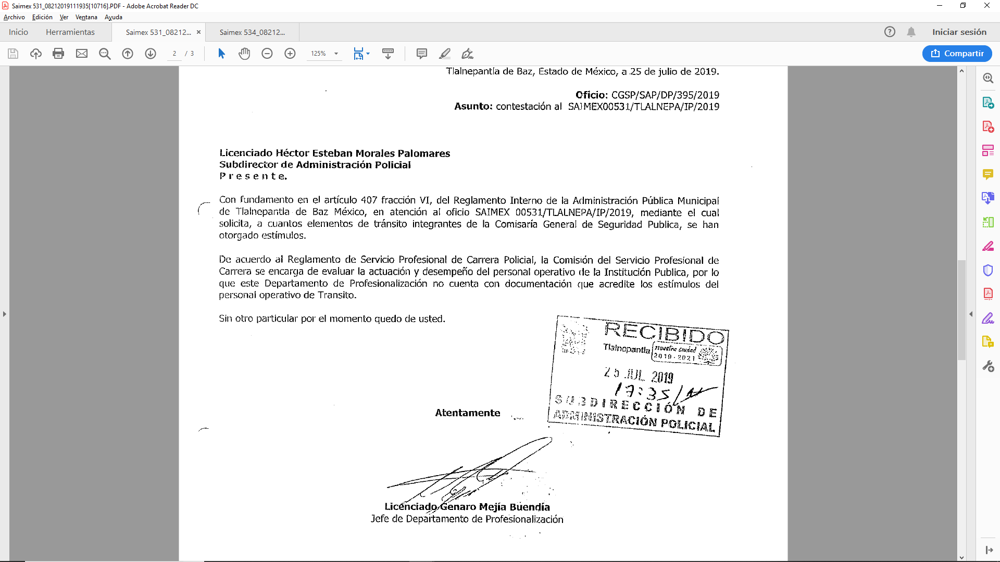 Saimex 531_08212019111935[10716].PDF - Adobe Acrobat Reader DC
Archivo Edición Ver Ventana Ayuda
Inicio Herramientas Saimex 531_08212... × Saimex 534_08212... Iniciar sesión
2 / 3 125% Compartir
Tlalnepantla de Baz, Estado de México, a 25 de julio de 2019.
Oficio: CGSP/SAP/DP/395/2019
Asunto: contestación al SAIMEX00531/TLALNEPA/IP/2019
Licenciado Héctor Esteban Morales Palomares
Subdirector de Administración Policial
P r e s e n t e.
Con fundamento en el artículo 407 fracción VI, del Reglamento Interno de la Administración Pública Municipal
de Tlalnepantla de Baz México, en atención al oficio SAIMEX 00531/TLALNEPA/IP/2019, mediante el cual
solicita, a cuantos elementos de tránsito integrantes de la Comisaría General de Seguridad Publica, se han
otorgado estímulos.
De acuerdo al Reglamento de Servicio Profesional de Carrera Policial, la Comisión del Servicio Profesional de
Carrera se encarga de evaluar la actuación y desempeño del personal operativo de la Institución Publica, por lo
que este Departamento de Profesionalización no cuenta con documentación que acredite los estímulos del
personal operativo de Transito.
Sin otro particular por el momento quedo de usted.
RECIBIDO
Tlalnepantla nuestra ciudad
2019 - 2021
25 JUL 2019
17:35
SUBDIRECCIÓN DE
ADMINISTRACIÓN POLICIAL
Atentamente
Licenciado Genaro Mejía Buendía
Jefe de Departamento de Profesionalización